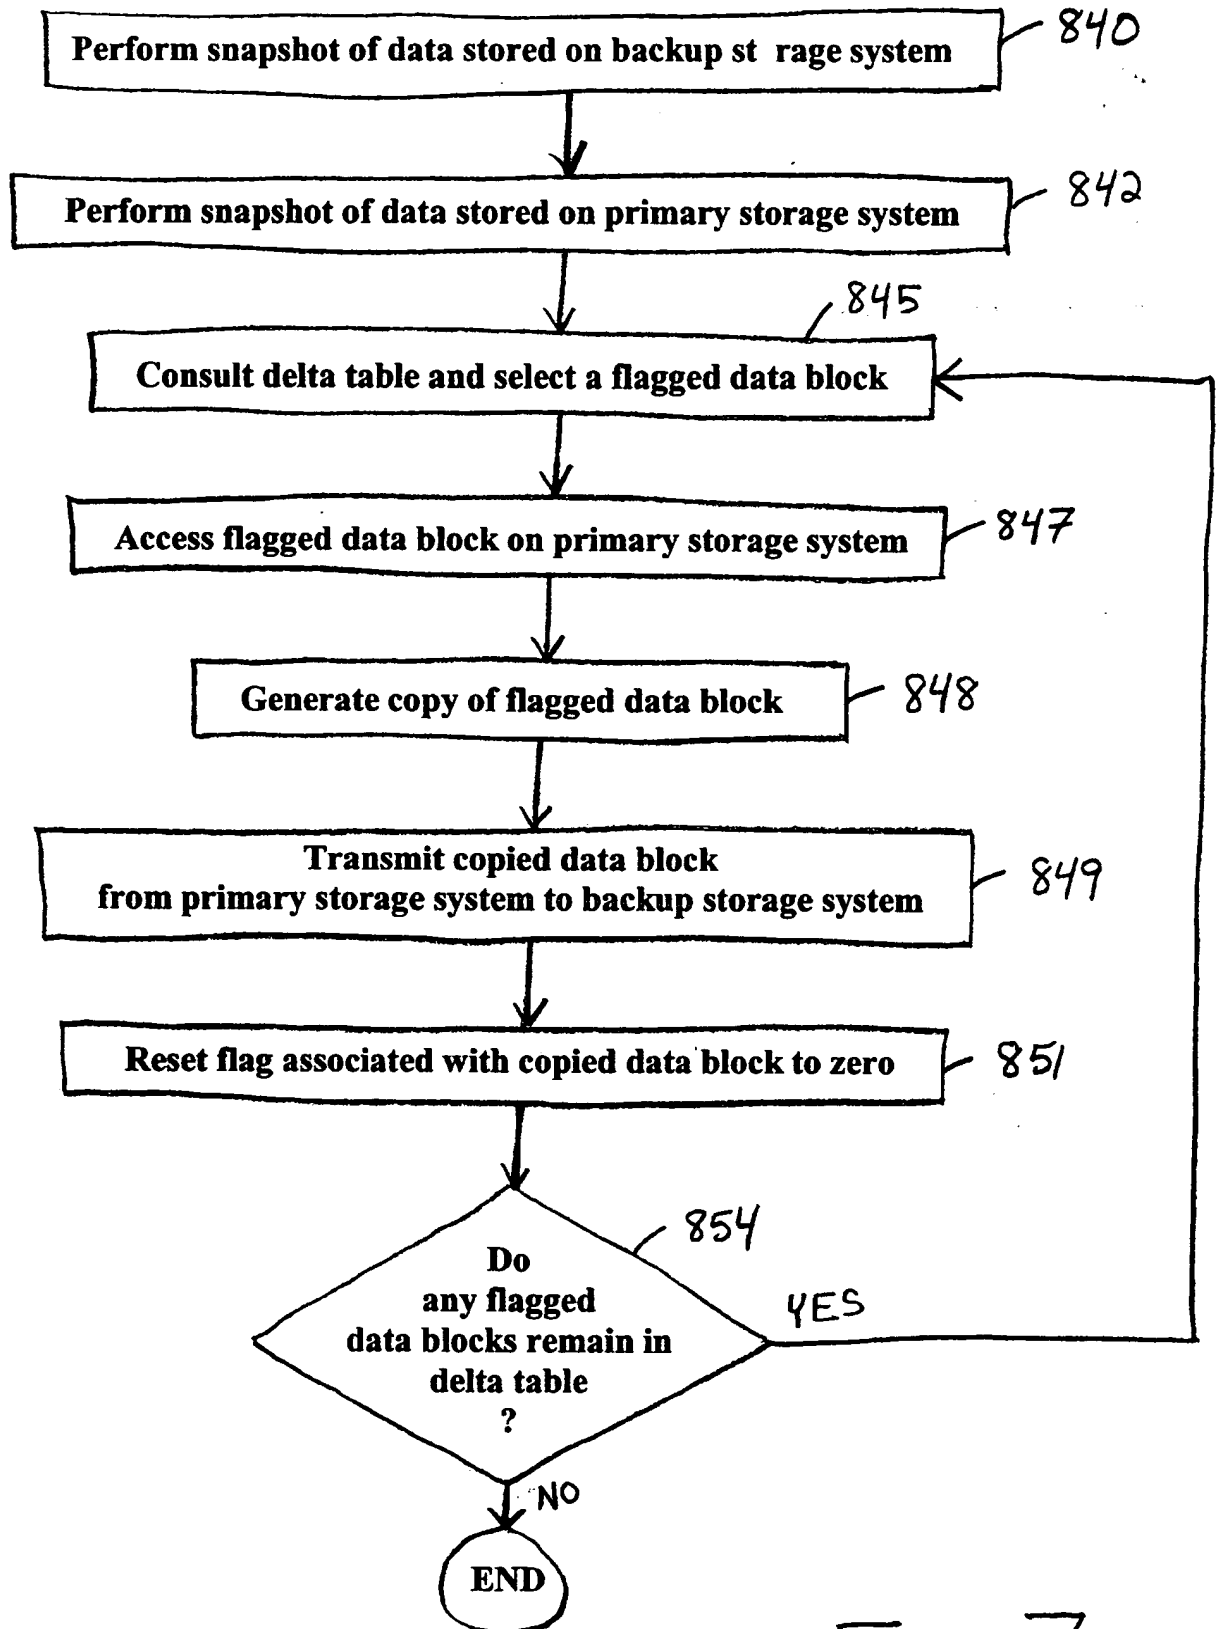 Perform snapshot of data stored on backup st rage system
840
Perform snapshot of data stored on primary storage system
842
845
Consult delta table and select a flagged data block
Access flagged data block on primary storage system
847
Generate copy of flagged data block
848
Transmit copied data block
from primary storage system to backup storage system
849
Reset flag associated with copied data block to zero
851
854
Do
any flagged
data blocks remain in
delta table
?
YES
NO
END